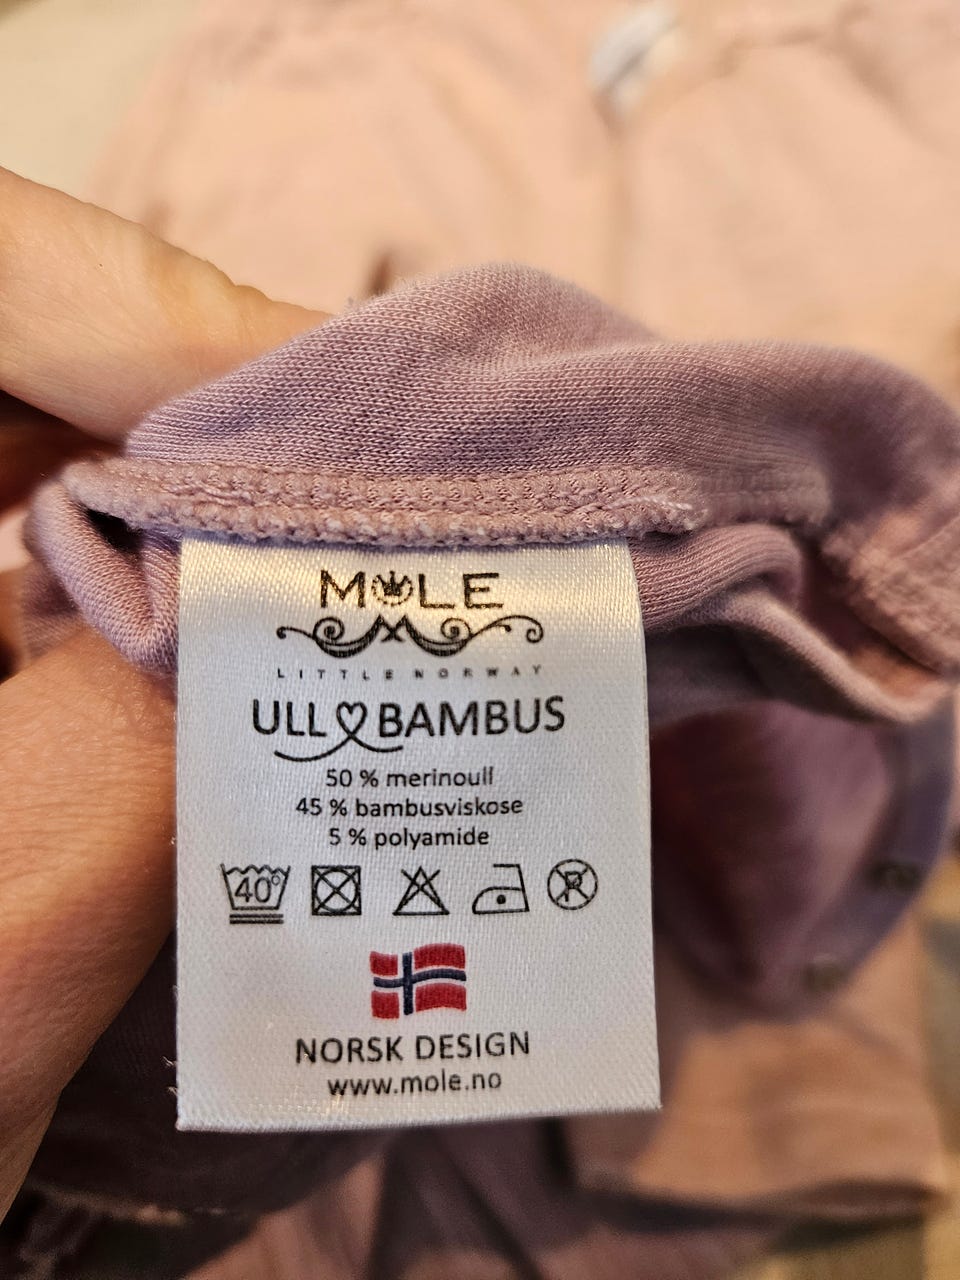 MOLE
LITTLE NORWAY
ULL BAMBUS
50 % merinoull
45 % bambusviskose
5 % polyamide
40° P
NORSK DESIGN
www.mole.no